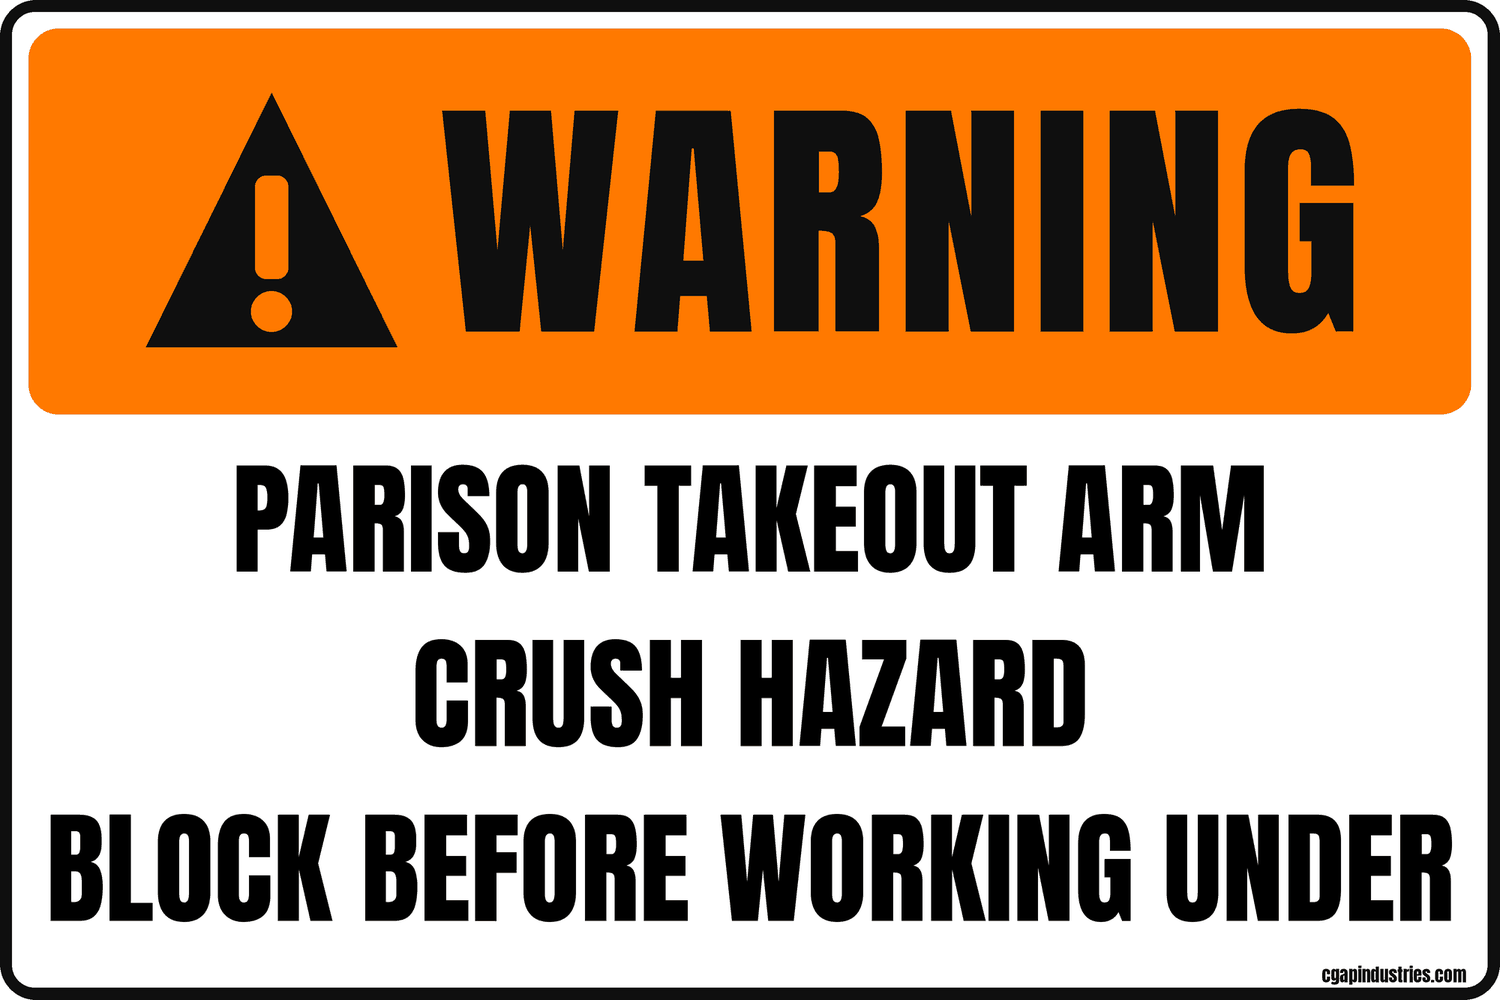 WARNING
PARISON TAKEOUT ARM
CRUSH HAZARD
BLOCK BEFORE WORKING UNDER
cgapindustries.com